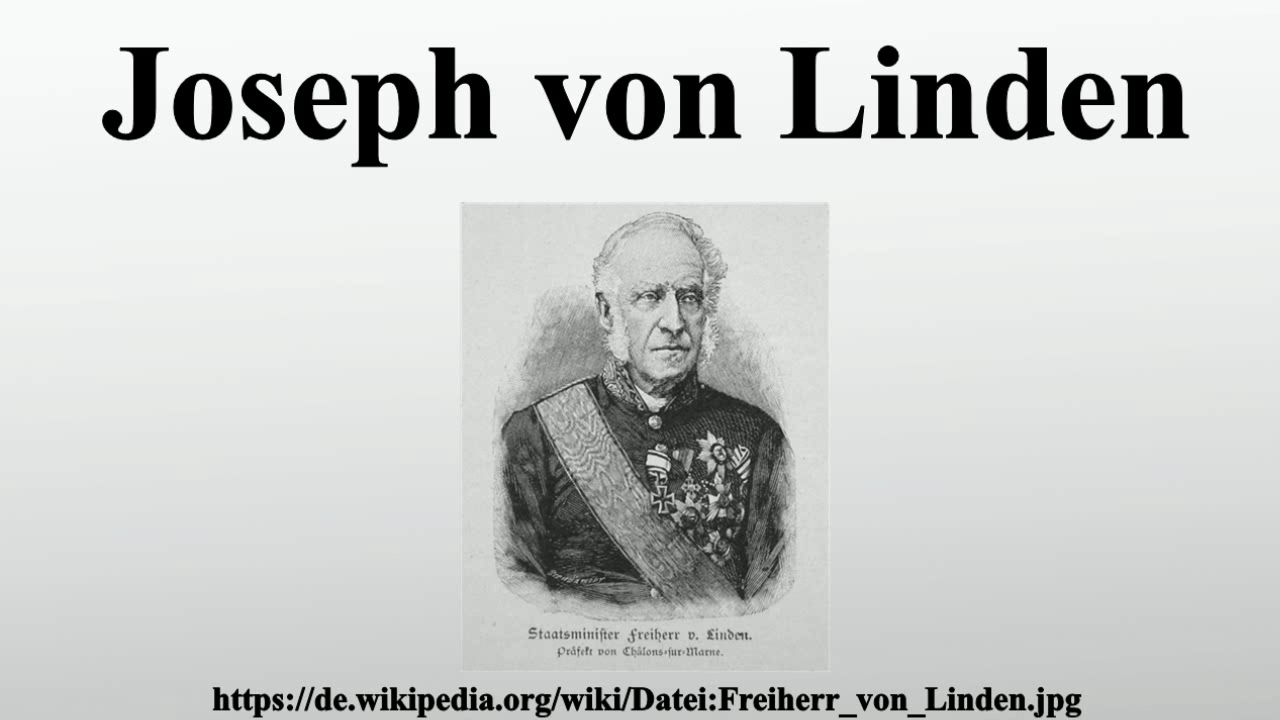 Joseph von Linden
Staatsminister Freiherr v. Linden.
Präfekt von Châlons-sur-Marne.
https://de.wikipedia.org/wiki/Datei:Freiherr_von_Linden.jpg